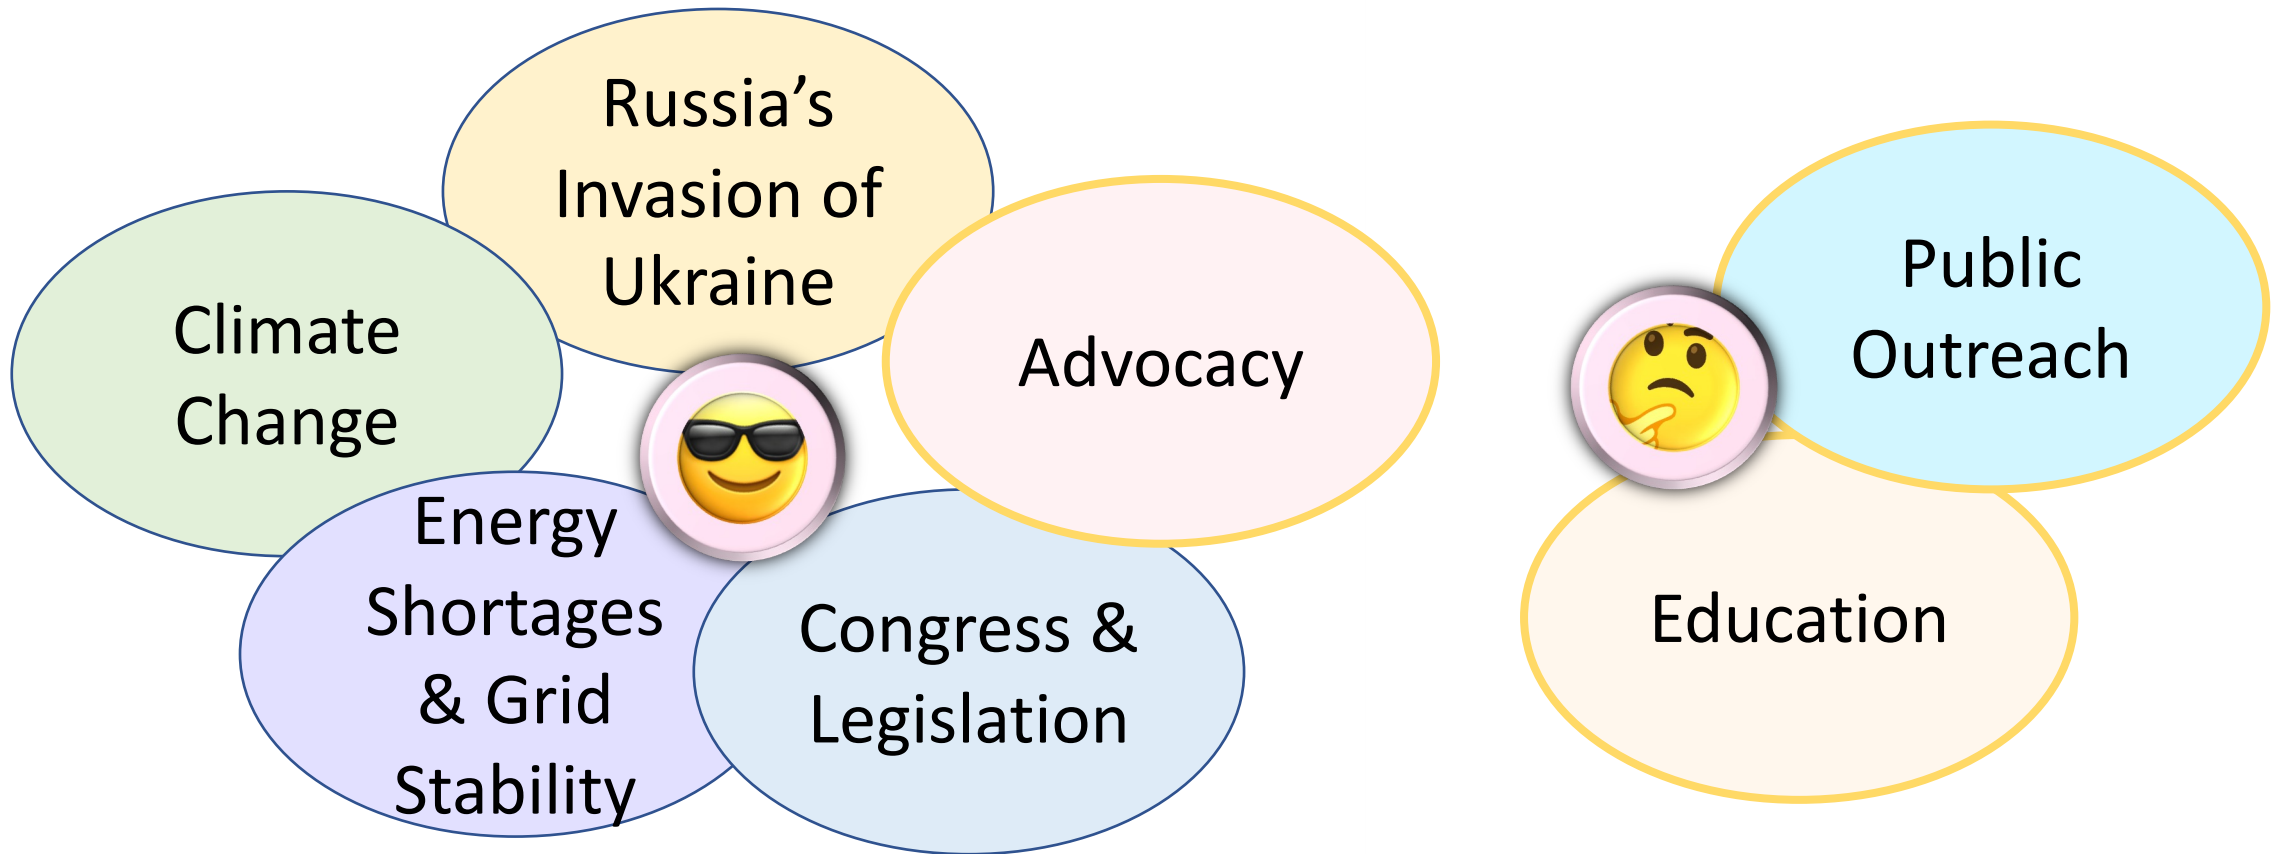 Russia’s
Invasion of
Ukraine
Climate
Change
Advocacy
Energy
Shortages
& Grid
Stability
Congress &
Legislation
Public
Outreach
Education